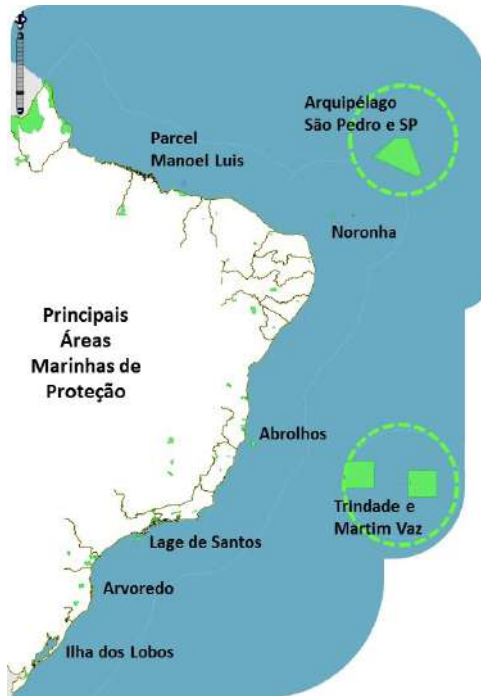 Arquipélago
São Pedro e SP
Parcel
Manoel Luis
Noronha
Principais
Áreas
Marinhas de
Proteção
Abrolhos
Trindade e
Martim Vaz
Lage de Santos
Arvoredo
Ilha dos Lobos